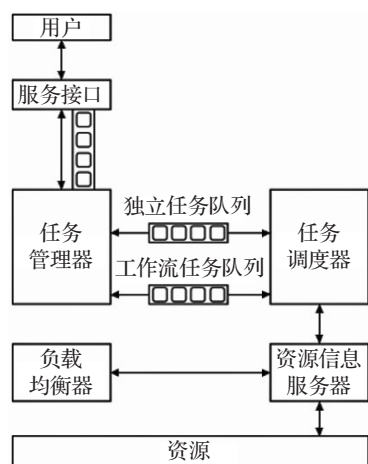 用户
服务接口
任务
管理器
独立任务队列
工作流任务队列
任务
调度器
负载
均衡器
资源信息
服务器
资源